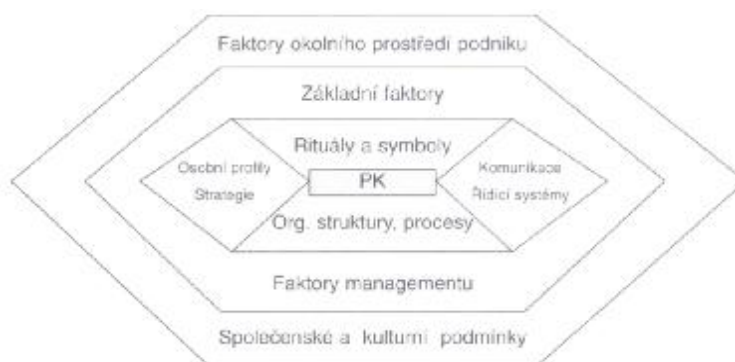 Faktory okolního prostředí podniku
Základní faktory
Rituály a symboly
Osobní profily
Strategie
PK
Komunikace
Řídicí systémy
Org. struktury, procesy
Faktory managementu
Společenské a kulturní podmínky